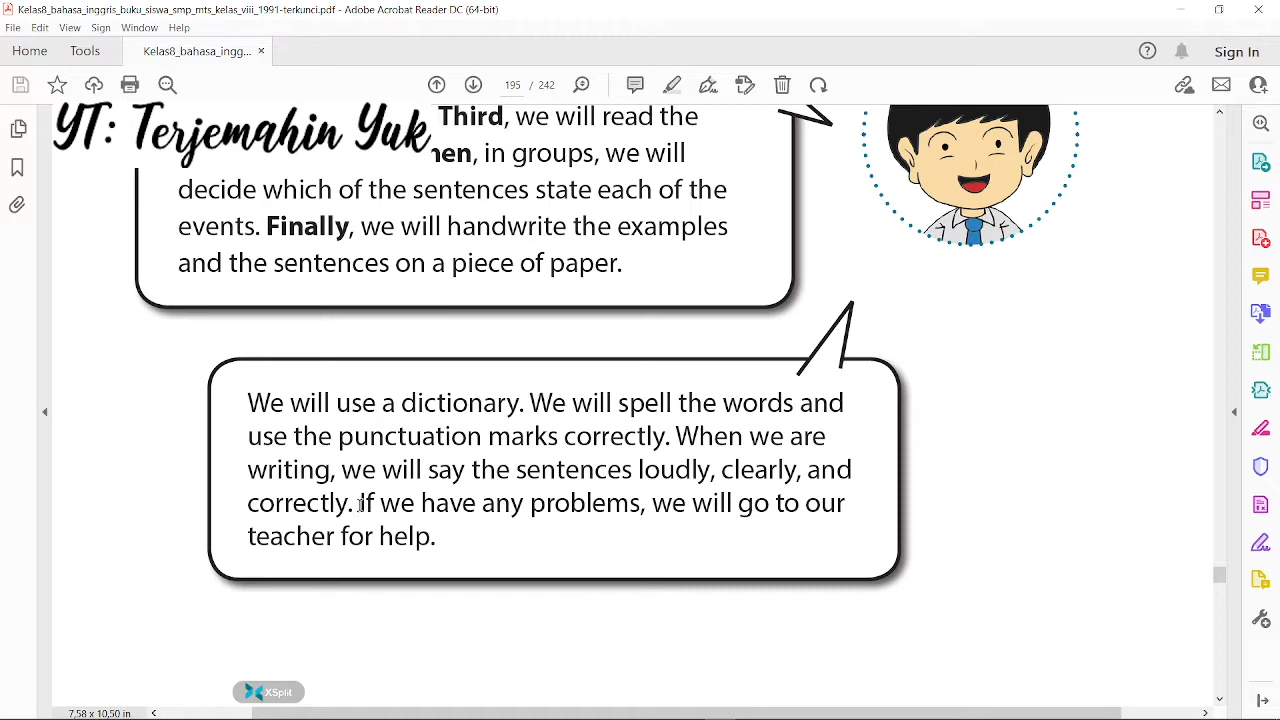 Kelas8_bahasa_inggris_buku_siswa_smp_mts_kelas_viii_1991-terkunci.pdf - Adobe Acrobat Reader DC (64-bit)
File Edit View Sign Window Help
Home Tools Kelas8_bahasa_ingg... × Sign In
195 / 242
YT: Terjemahin Yuk
Third, we will read the
hen, in groups, we will
decide which of the sentences state each of the
events. Finally, we will handwrite the examples
and the sentences on a piece of paper.
We will use a dictionary. We will spell the words and
use the punctuation marks correctly. When we are
writing, we will say the sentences loudly, clearly, and
correctly. If we have any problems, we will go to our
teacher for help.
XSplit
7,58 x 10,50 in